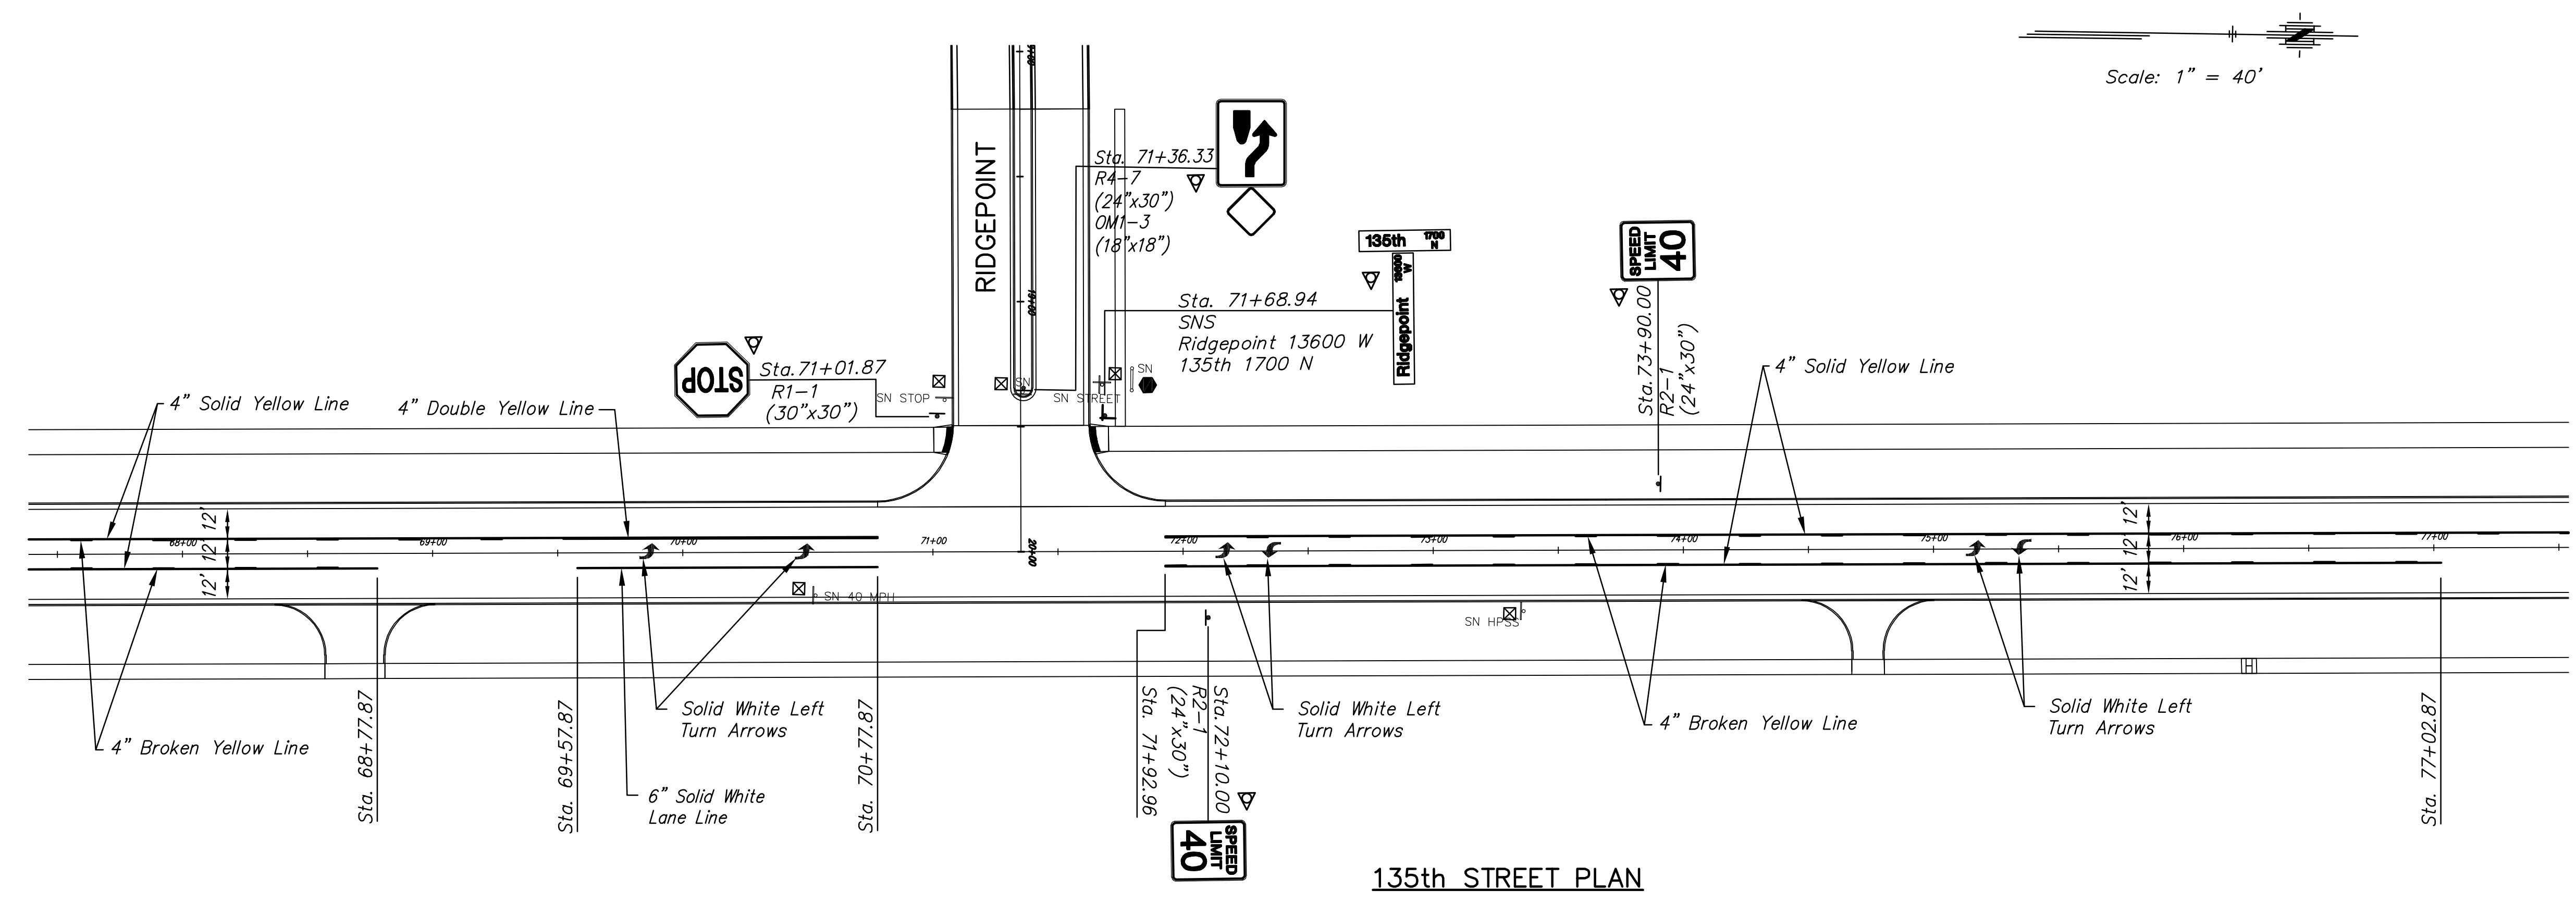 Scale: 1" = 40'
RIDGEPOINT
19+00
20+00
Sta. 71+36.33
R4-7
(24"x30")
OM1-3
(18"x18")
135th 1700 N
Ridgepoint 13600 W
Sta. 71+68.94
SNS
Ridgepoint 13600 W
135th 1700 N
SPEED
LIMIT
40
Sta.73+90.00
R2-1
(24"x30")
STOP
Sta.71+01.87
R1-1
(30"x30")
SN STOP
SN
SN STREET
SN
4" Solid Yellow Line
4" Double Yellow Line
4" Solid Yellow Line
12'
12'
12'
68+00
69+00
70+00
71+00
72+00
73+00
74+00
75+00
76+00
77+00
12'
12'
12'
SN 40 MPH
SN HPSS
H
4" Broken Yellow Line
Sta. 68+77.87
Sta. 69+57.87
Solid White Left
Turn Arrows
6" Solid White
Lane Line
Sta. 70+77.87
Sta. 71+92.96
Sta.72+10.00
R2-1
(24"x30")
SPEED
LIMIT
40
Solid White Left
Turn Arrows
4" Broken Yellow Line
Solid White Left
Turn Arrows
Sta. 77+02.87
135th STREET PLAN